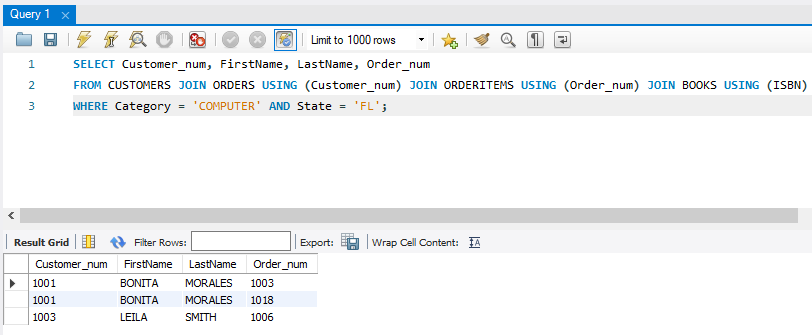 Query 1
Limit to 1000 rows
1 SELECT Customer_num, FirstName, LastName, Order_num
2 FROM CUSTOMERS JOIN ORDERS USING (Customer_num) JOIN ORDERITEMS USING (Order_num) JOIN BOOKS USING (ISBN)
3 WHERE Category = 'COMPUTER' AND State = 'FL';
Result Grid Filter Rows: Export: Wrap Cell Content: IA
Customer_num FirstName LastName Order_num
1001 BONITA MORALES 1003
1001 BONITA MORALES 1018
1003 LEILA SMITH 1006